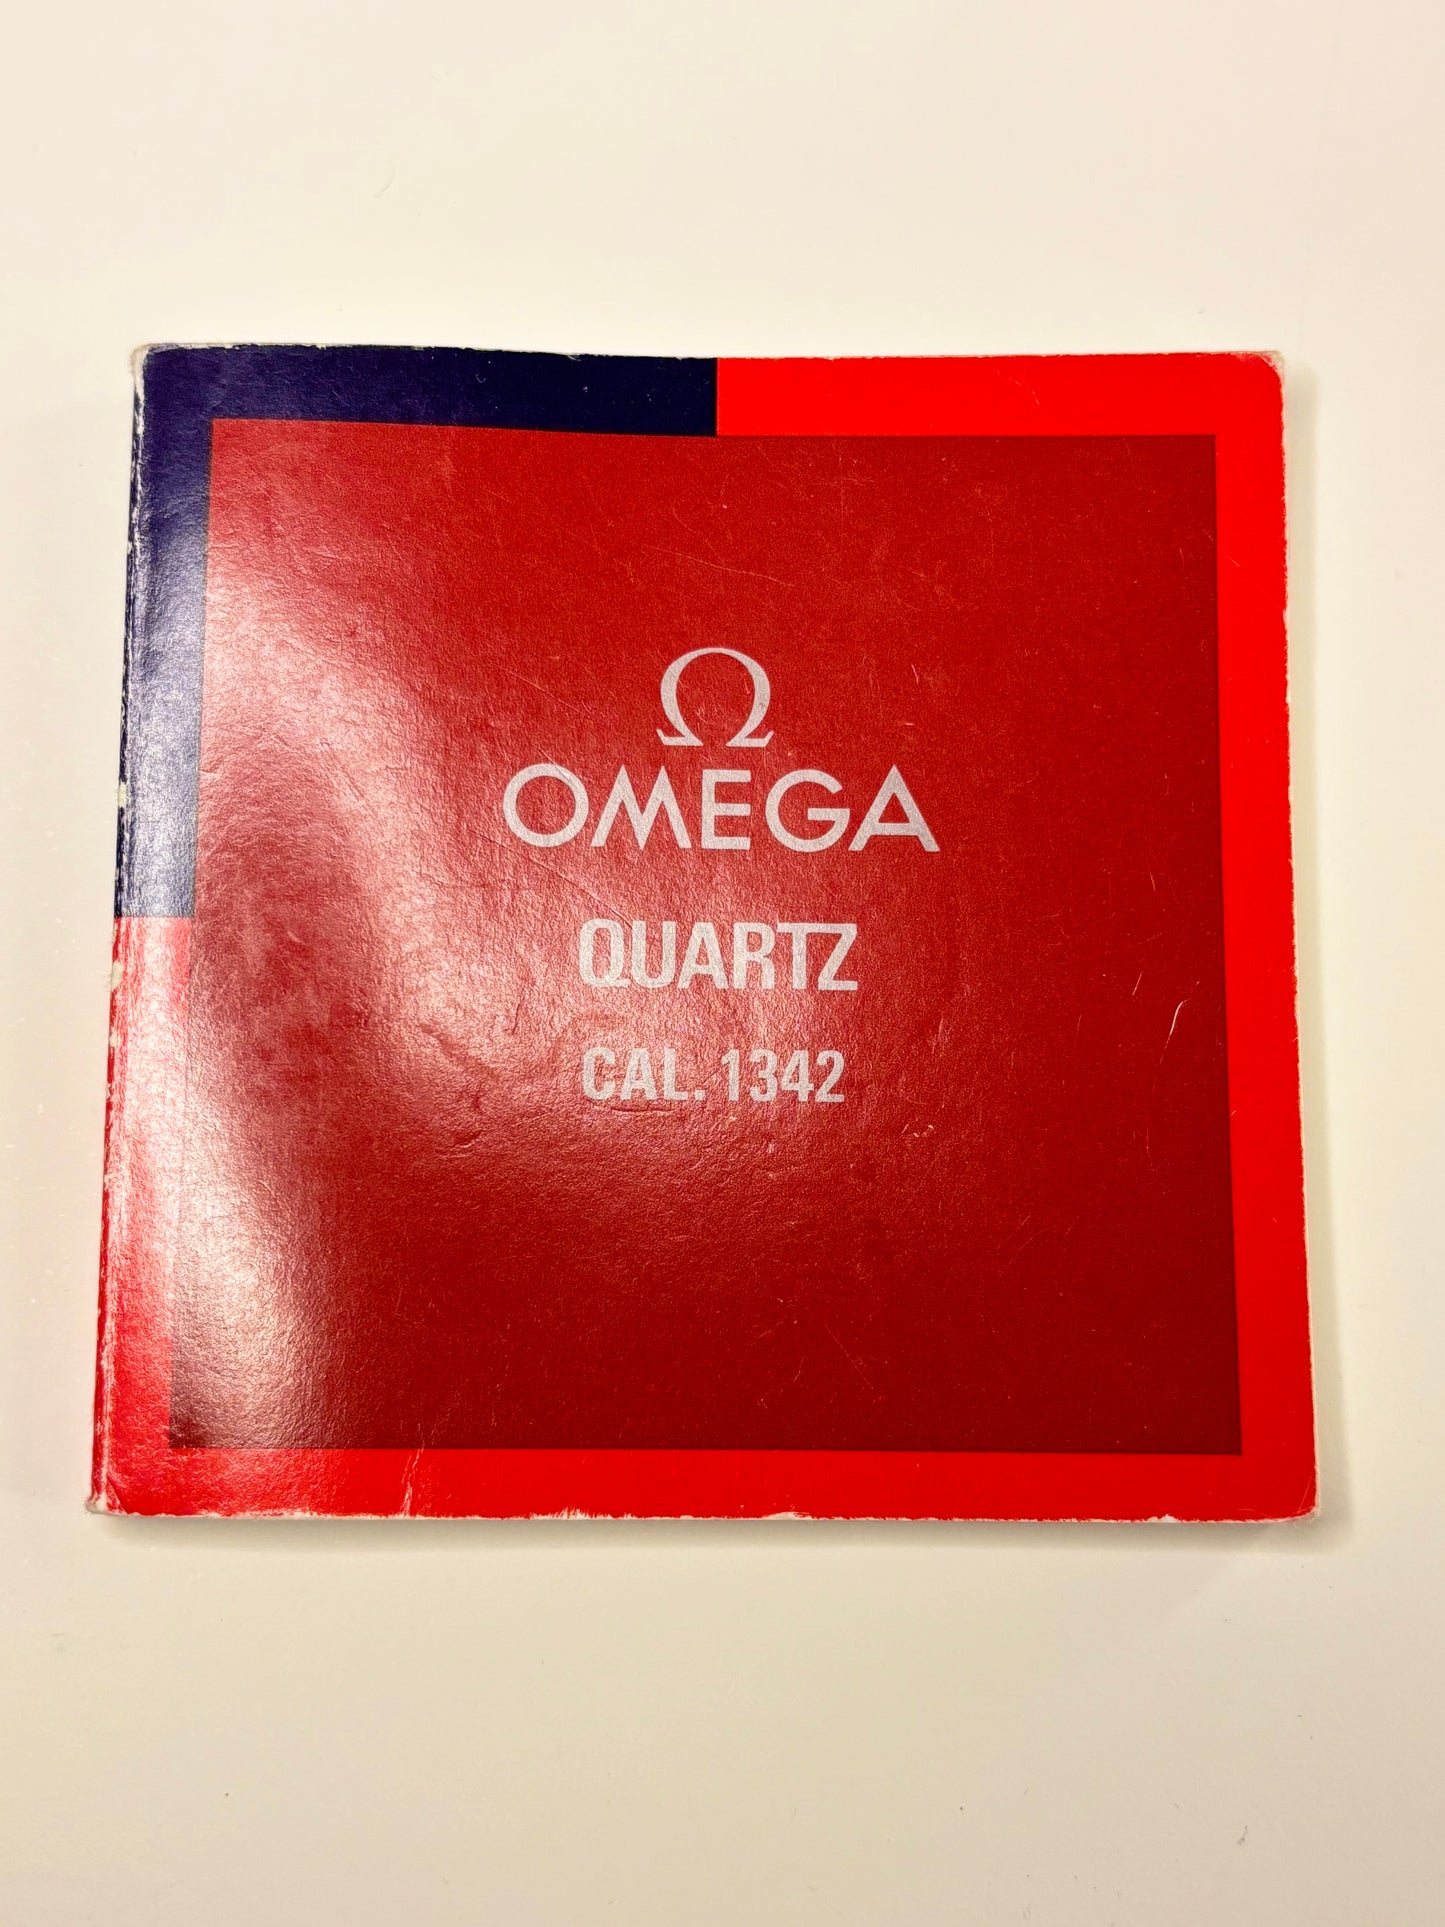 Ω
OMEGA
QUARTZ
CAL. 1342